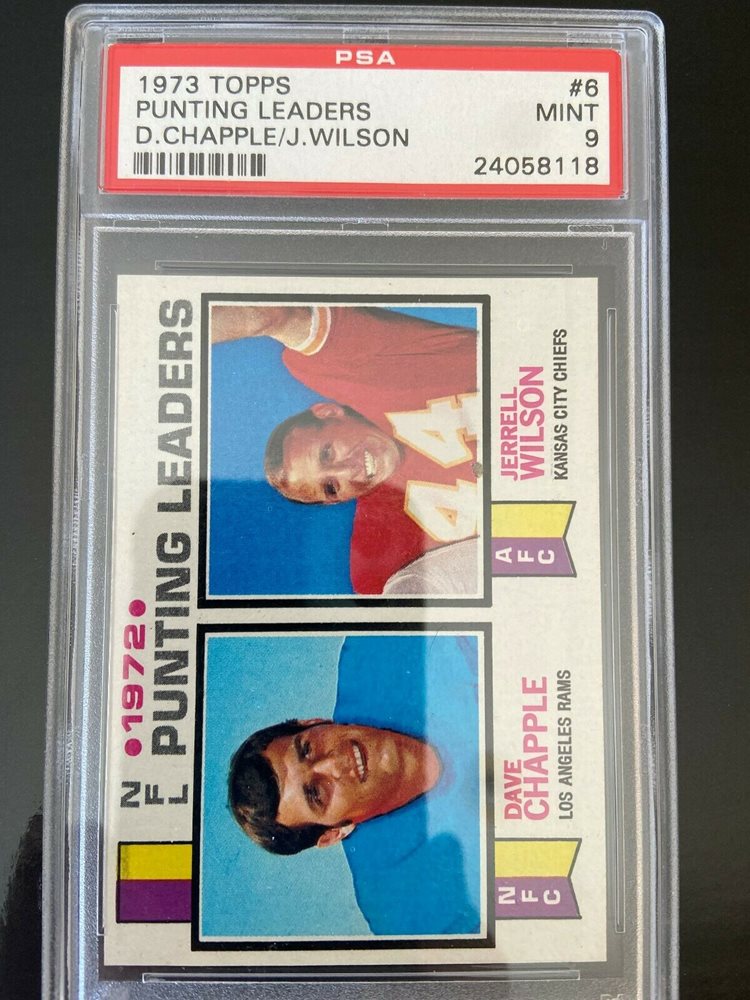 PSA
1973 TOPPS #6
PUNTING LEADERS MINT
D.CHAPPLE/J.WILSON 9
24058118
NFL
•1972•
PUNTING LEADERS
44
NFC
DAVE
CHAPPLE
LOS ANGELES RAMS
AFC
JERRELL
WILSON
KANSAS CITY CHIEFS